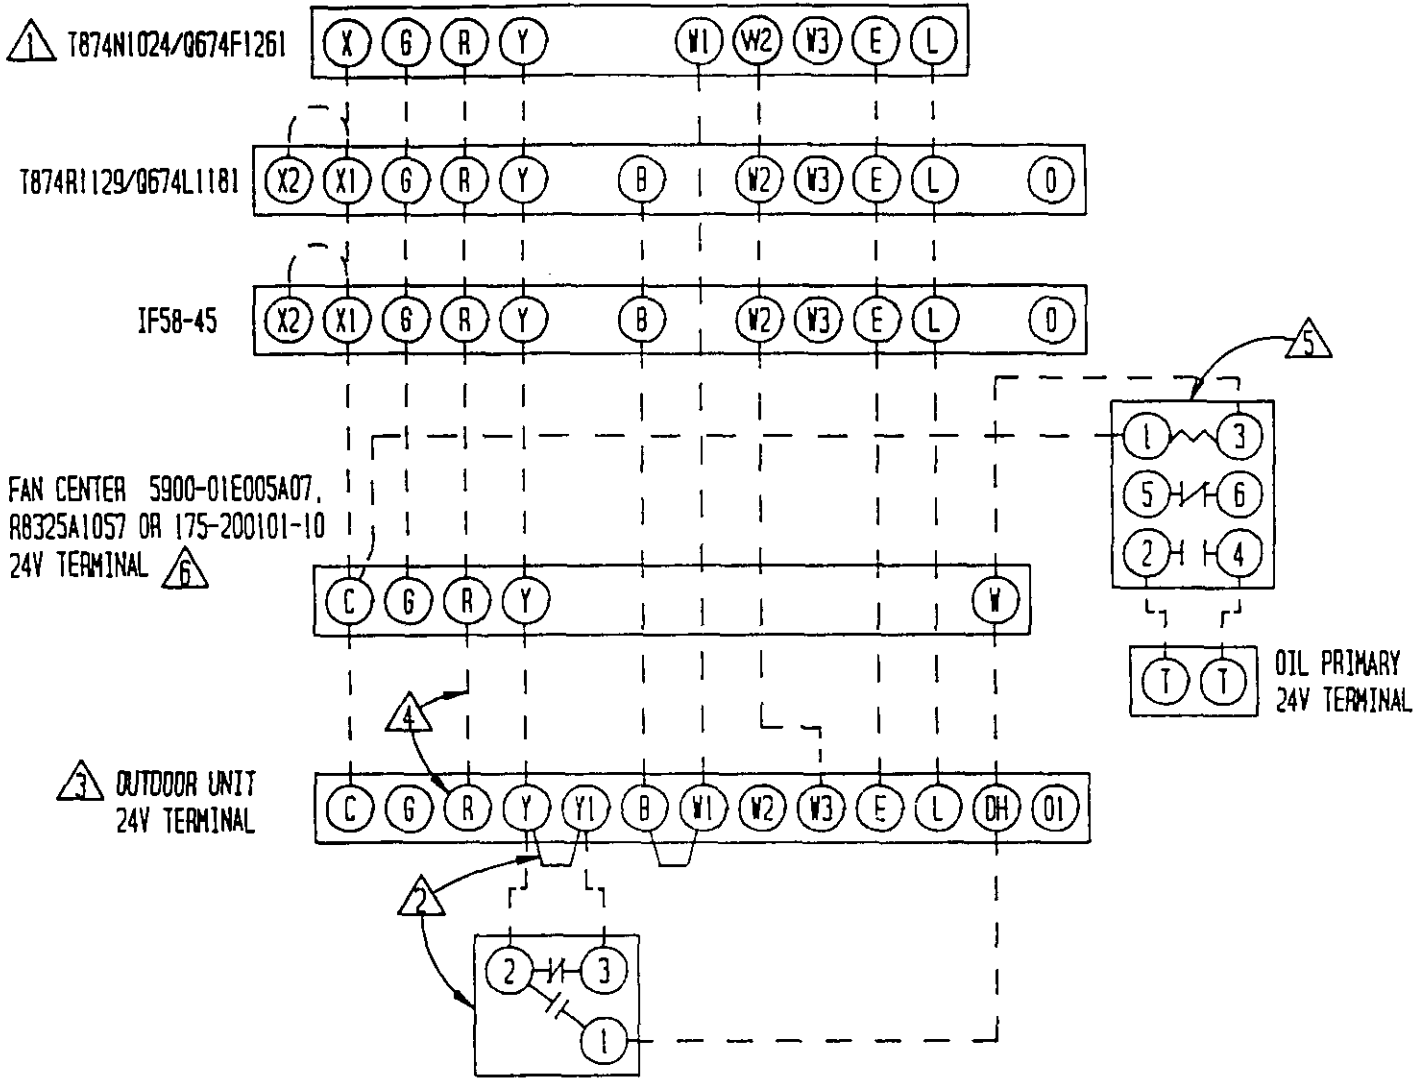 1 T874N1024/Q674F1261 X G R Y W1 W2 W3 E L
T874R1129/Q674L1181 X2 X1 G R Y B W2 W3 E L O
IF58-45 X2 X1 G R Y B W2 W3 E L O
5
1 3
5 6
2 4
FAN CENTER 5900-01E005A07,
R8325A1057 OR 175-200101-10
24V TERMINAL 6
C G R Y W
T T
OIL PRIMARY
24V TERMINAL
4
3 OUTDOOR UNIT
24V TERMINAL
C G R Y Y1 B W1 W2 W3 E L DH O1
2
2 3
1